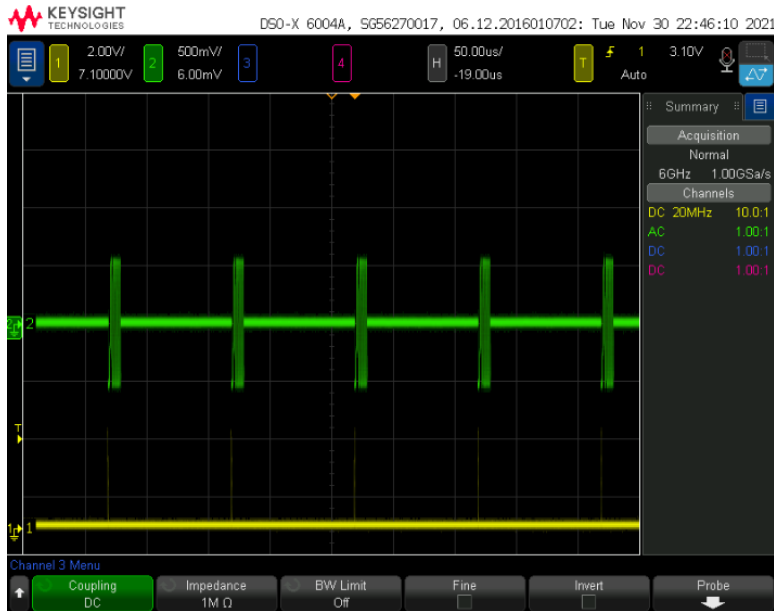 KEYSIGHT
TECHNOLOGIES
DSO-X 6004A, SG56270017, 06.12.2016010702: Tue Nov 30 22:46:10 2021
1 2.00V/ 7.10000V
2 500mV/ 6.00mV
3
4
H 50.00us/ -19.00us
T 1 3.10V Auto
Summary
Acquisition
Normal
6GHz 1.00GSa/s
Channels
DC 20MHz 10.0:1
AC 1.00:1
DC 1.00:1
DC 1.00:1
2
T
1
Channel 3 Menu
Coupling DC
Impedance 1M Ω
BW Limit Off
Fine
Invert
Probe